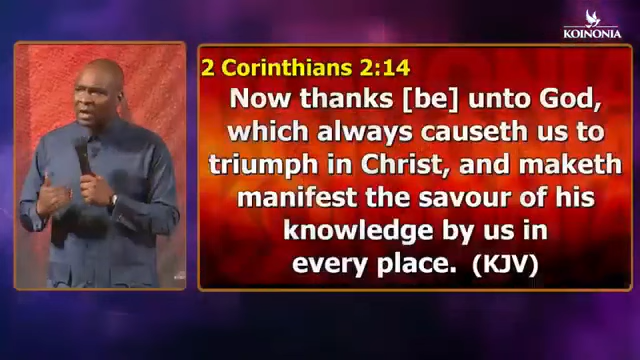 KOINONIA
2 Corinthians 2:14
Now thanks [be] unto God,
which always causeth us to
triumph in Christ, and maketh
manifest the savour of his
knowledge by us in
every place. (KJV)